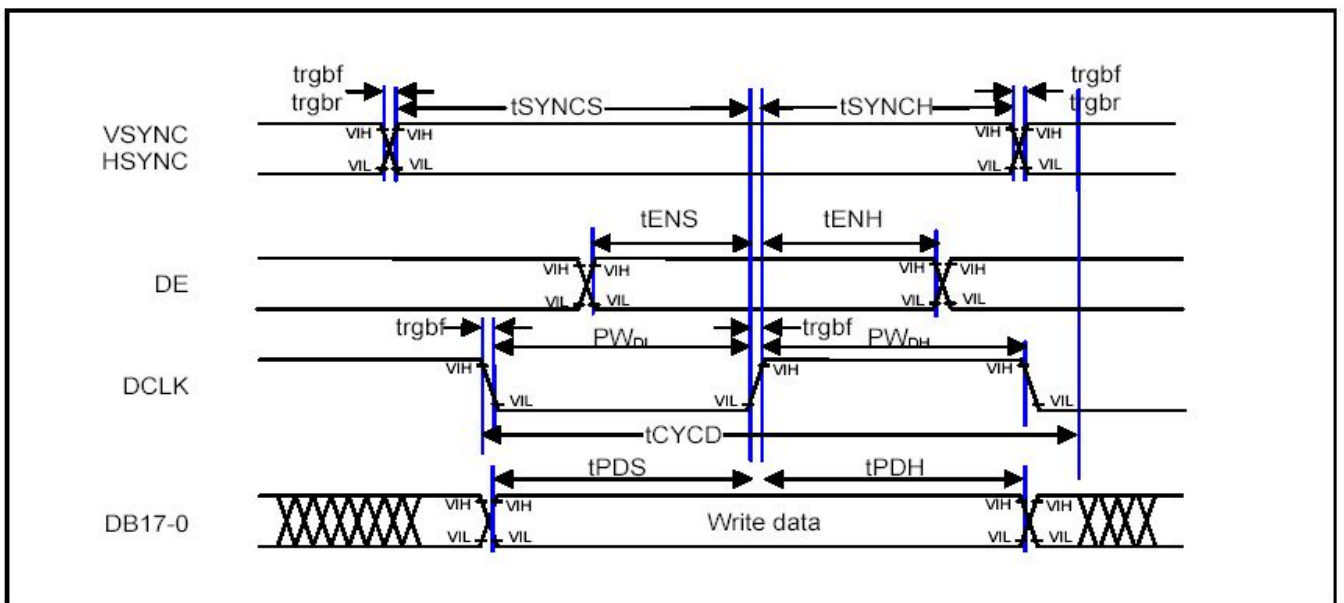 trgbf trgbf
trgbr tSYNCS tSYNCH trgbr
VSYNC VIH VIH VIH VIH
HSYNC VIL VIL VIL VIL
tENS tENH
VIH VIH VIH VIH
DE
VIL VIL VIL VIL
trgbf PWDL trgbf PWDH
VIH VIH VIH
DCLK
VIL VIL VIL
tCYCD
tPDS tPDH
VIH VIH VIH VIH
DB17-0 Write data
VIL VIL VIL VIL